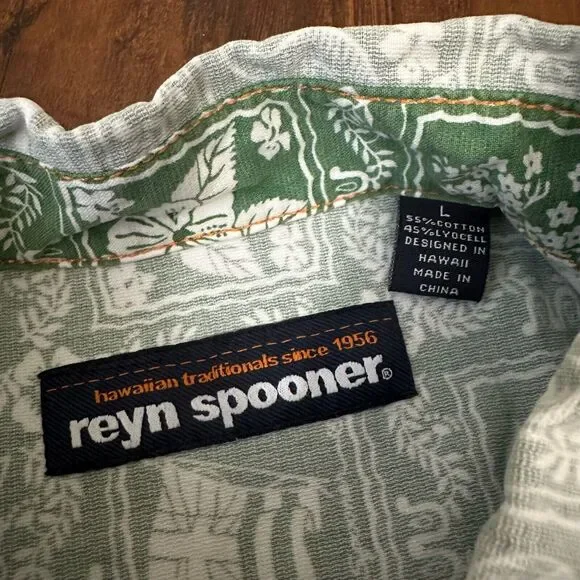 L
55%COTTON
45%LYOCELL
DESIGNED IN
HAWAII
MADE IN
CHINA
hawaiian traditionals since 1956
reyn spooner®